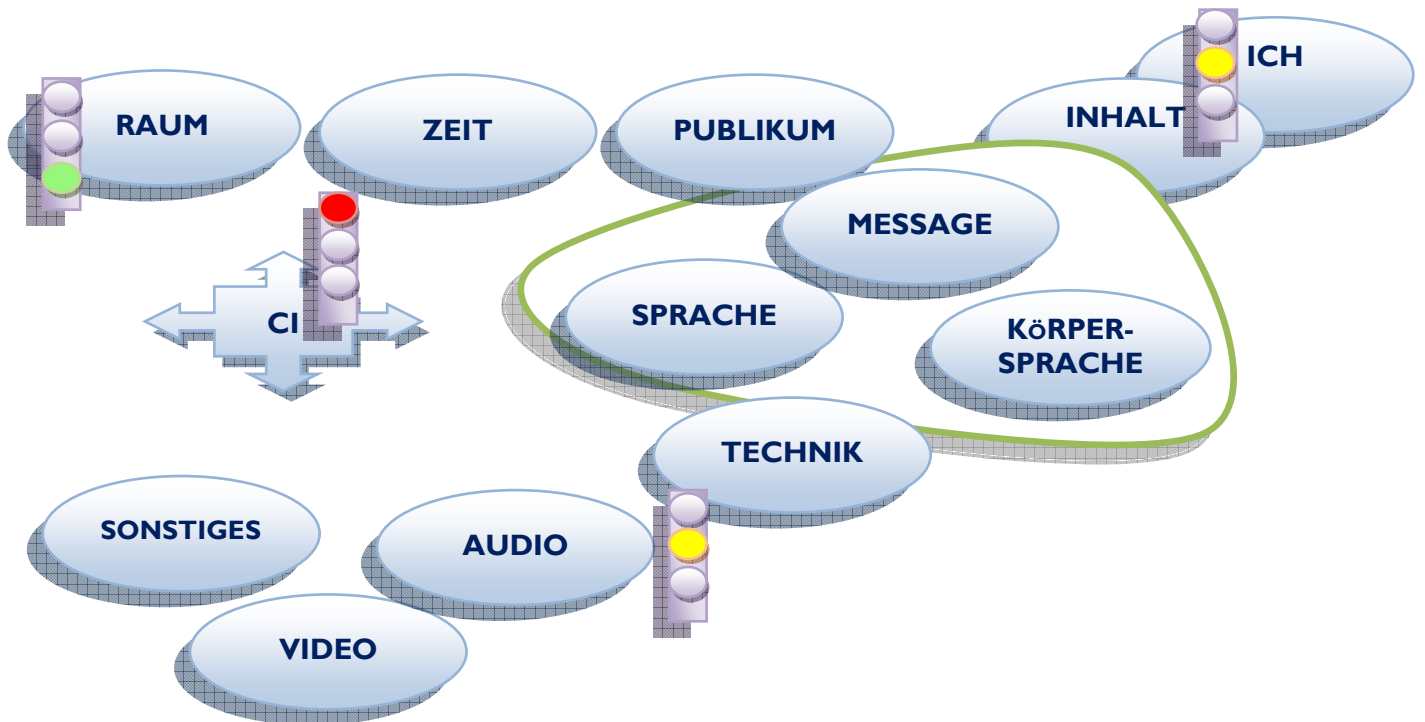 ICH
RAUM
ZEIT
PUBLIKUM
INHALT
MESSAGE
SPRACHE
CI
KöRPER-
SPRACHE
TECHNIK
SONSTIGES
AUDIO
VIDEO